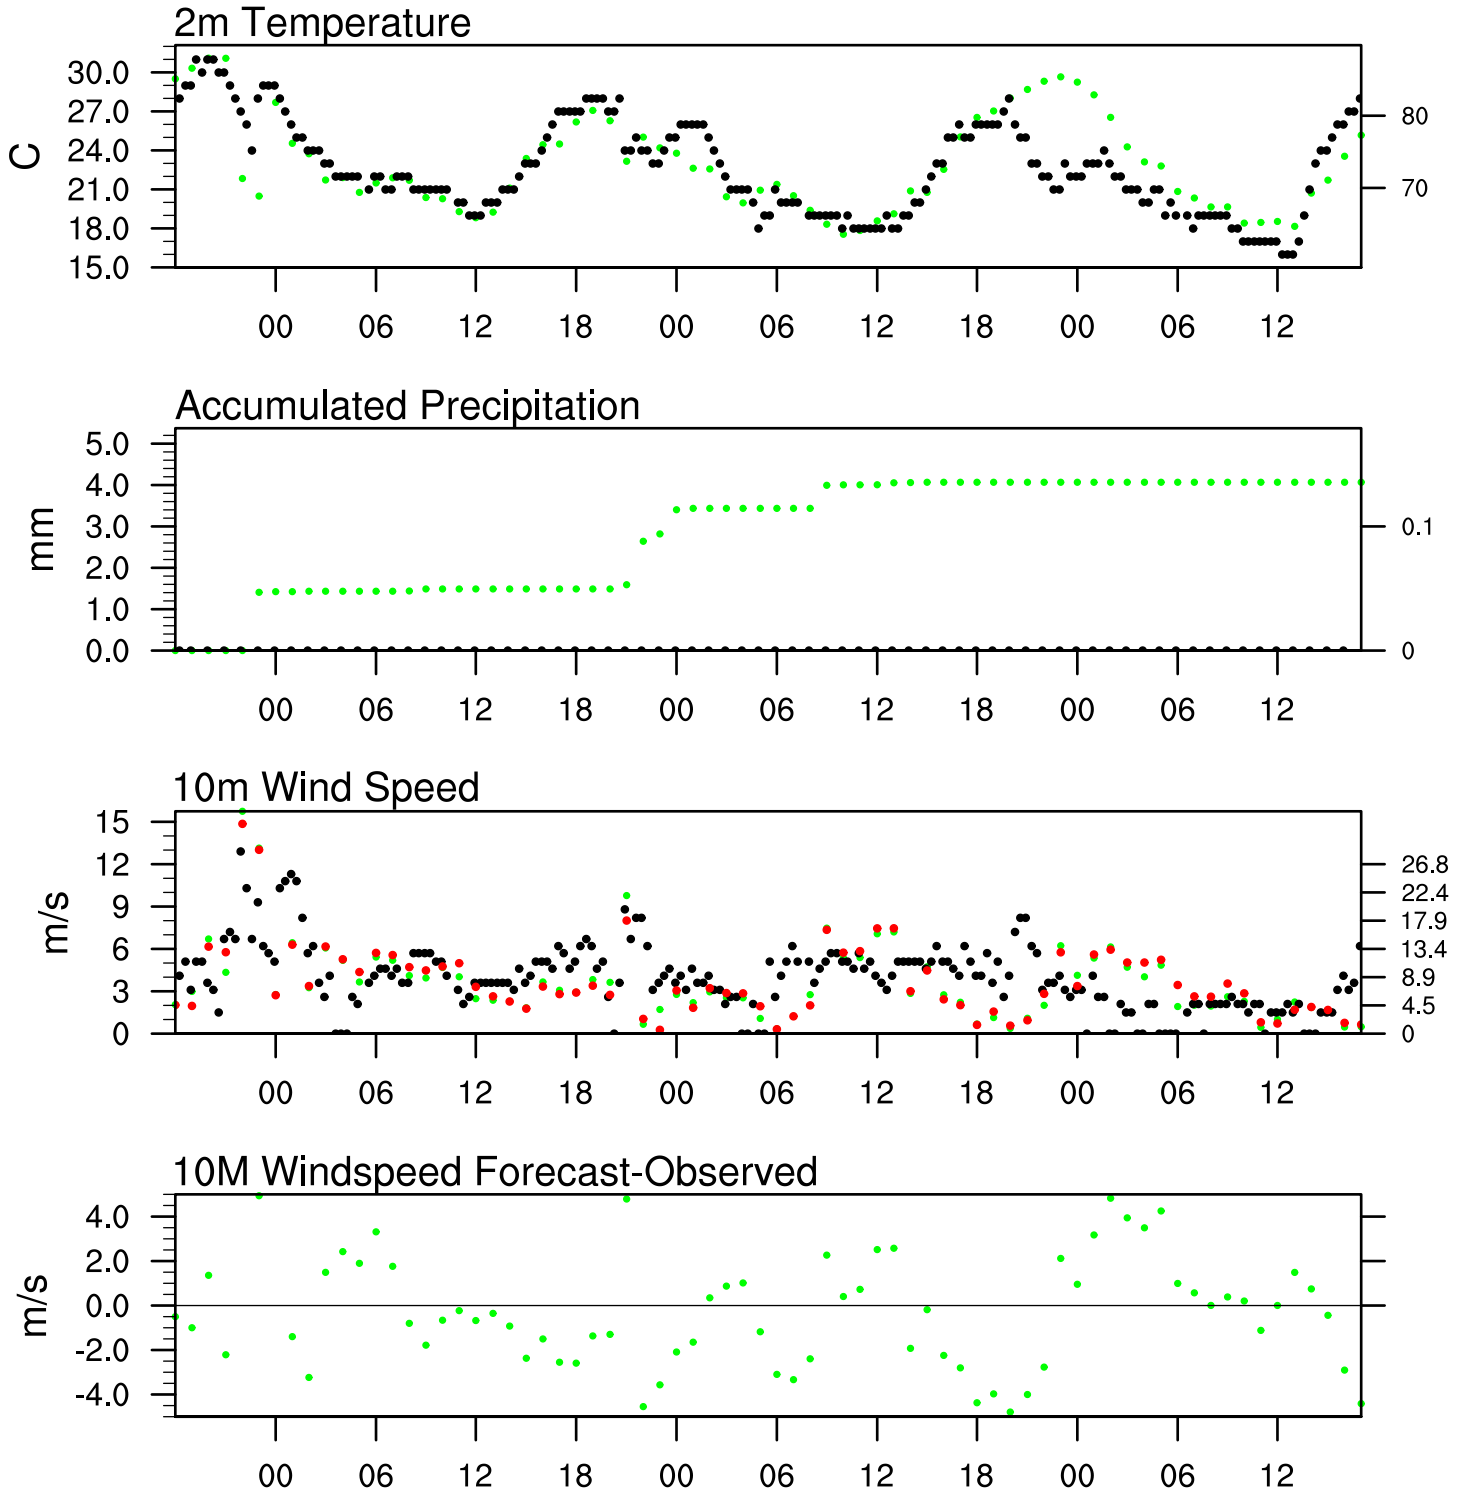 2m Temperature
30.0
27.0
24.0
21.0
18.0
15.0
C
80
70
00 06 12 18 00 06 12 18 00 06 12
Accumulated Precipitation
5.0
4.0
3.0
2.0
1.0
0.0
mm
0.1
0
00 06 12 18 00 06 12 18 00 06 12
10m Wind Speed
15
12
9
6
3
0
m/s
26.8
22.4
17.9
13.4
8.9
4.5
0
00 06 12 18 00 06 12 18 00 06 12
10M Windspeed Forecast-Observed
4.0
2.0
0.0
-2.0
-4.0
m/s
00 06 12 18 00 06 12 18 00 06 12